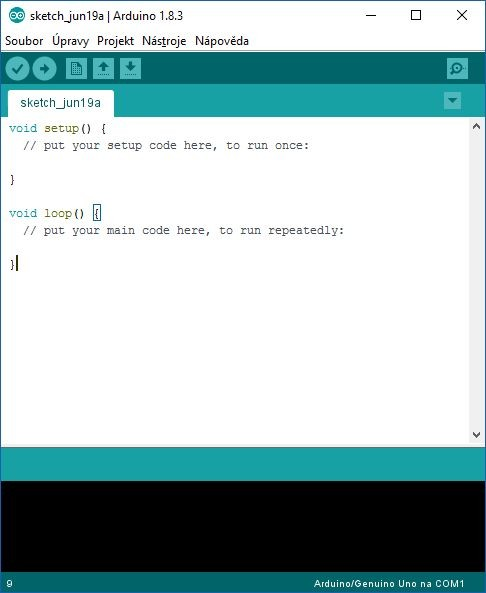 sketch_jun19a | Arduino 1.8.3
Soubor Úpravy Projekt Nástroje Nápověda
sketch_jun19a
void setup() {
  // put your setup code here, to run once:
}
void loop() {
  // put your main code here, to run repeatedly:
}
9 Arduino/Genuino Uno na COM1